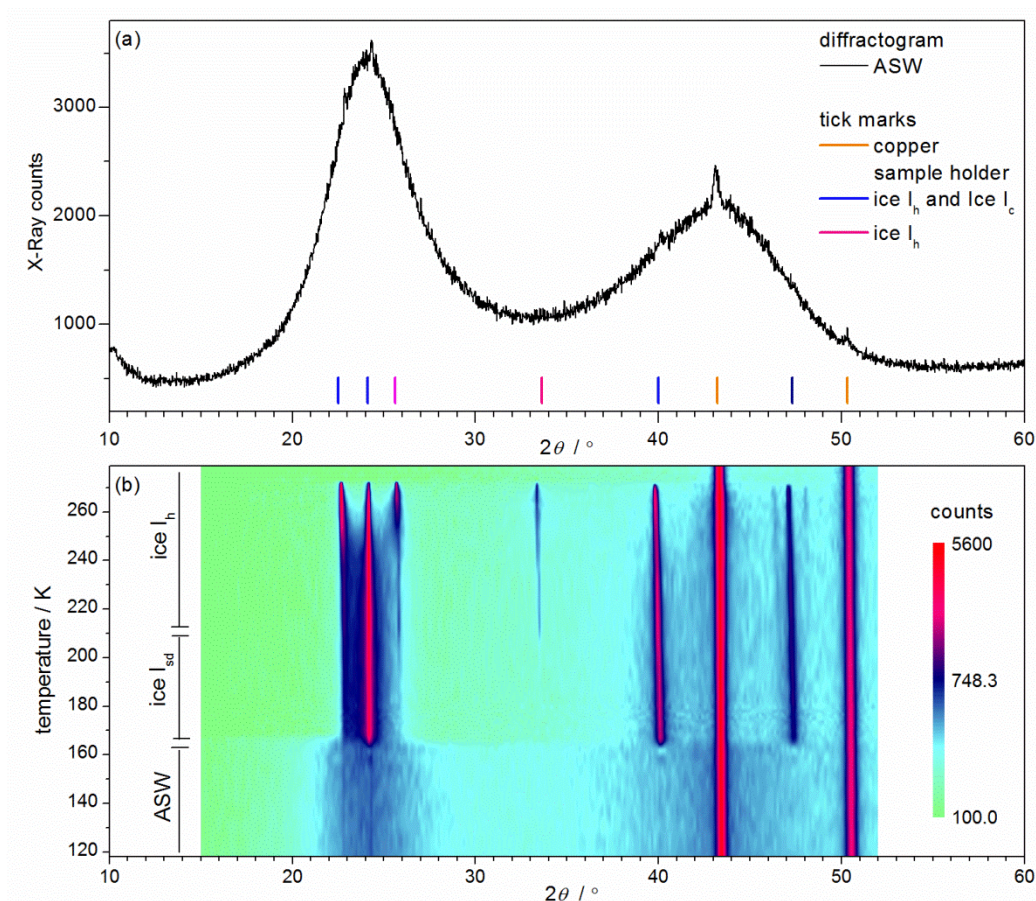 (a)
diffractogram
ASW
tick marks
copper
sample holder
ice Iₕ and Ice I꜀
ice Iₕ
X-Ray counts
3000
2000
1000
10 20 30 40 50 60
2θ / °
(b)
temperature / K
260
240
220
200
180
160
140
120
ice Iₕ
ice I_sd
ASW
counts
5600
748.3
100.0
10 20 30 40 50 60
2θ / °